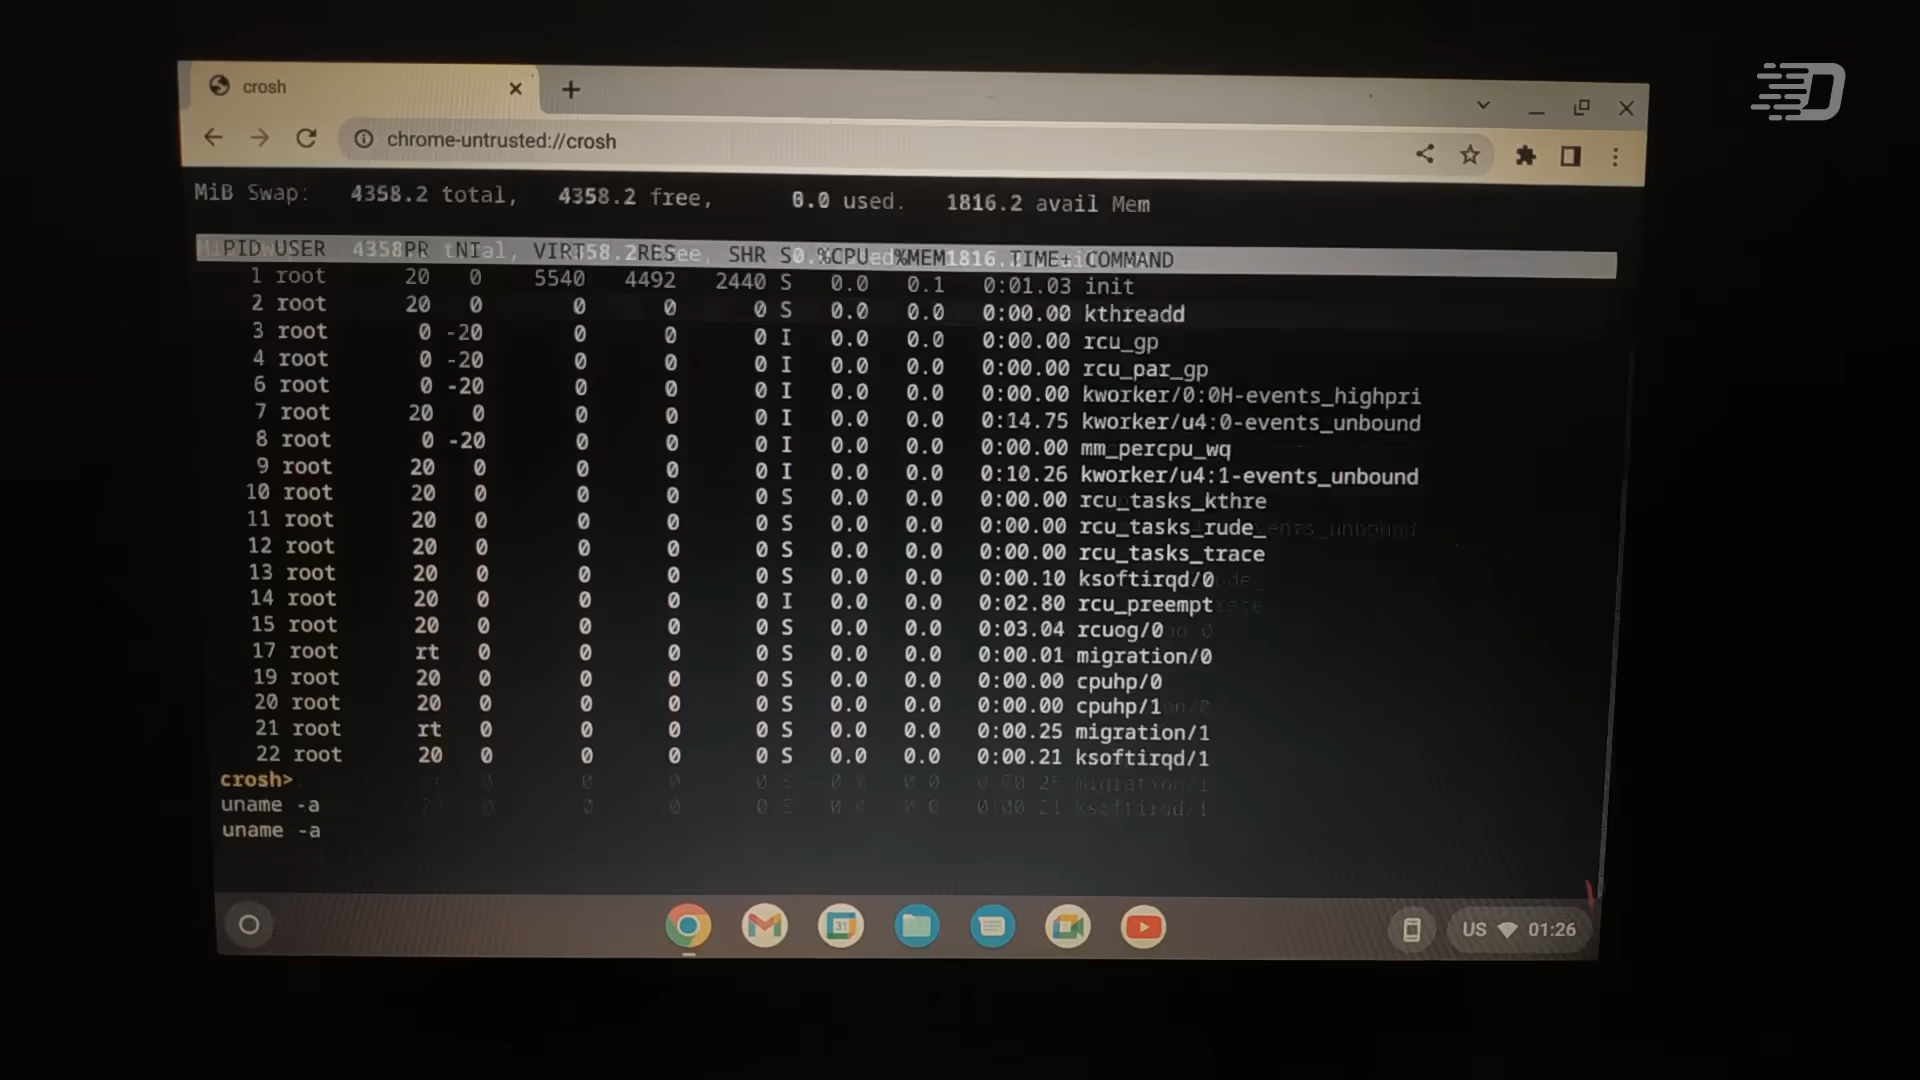 crosh
chrome-untrusted://crosh
MiB Swap: 4358.2 total, 4358.2 free, 0.0 used. 1816.2 avail Mem
PID USER PR NI VIRT RES SHR S %CPU %MEM TIME+ COMMAND
1 root 20 0 5540 4492 2440 S 0.0 0.1 0:01.03 init
2 root 20 0 0 0 0 S 0.0 0.0 0:00.00 kthreadd
3 root 0 -20 0 0 0 I 0.0 0.0 0:00.00 rcu_gp
4 root 0 -20 0 0 0 I 0.0 0.0 0:00.00 rcu_par_gp
6 root 0 -20 0 0 0 I 0.0 0.0 0:00.00 kworker/0:0H-events_highpri
7 root 20 0 0 0 0 I 0.0 0.0 0:14.75 kworker/u4:0-events_unbound
8 root 0 -20 0 0 0 I 0.0 0.0 0:00.00 mm_percpu_wq
9 root 20 0 0 0 0 I 0.0 0.0 0:10.26 kworker/u4:1-events_unbound
10 root 20 0 0 0 0 S 0.0 0.0 0:00.00 rcu_tasks_kthre
11 root 20 0 0 0 0 S 0.0 0.0 0:00.00 rcu_tasks_rude_
12 root 20 0 0 0 0 S 0.0 0.0 0:00.00 rcu_tasks_trace
13 root 20 0 0 0 0 S 0.0 0.0 0:00.10 ksoftirqd/0
14 root 20 0 0 0 0 I 0.0 0.0 0:02.80 rcu_preempt
15 root 20 0 0 0 0 S 0.0 0.0 0:03.04 rcuog/0
17 root rt 0 0 0 0 S 0.0 0.0 0:00.01 migration/0
19 root 20 0 0 0 0 S 0.0 0.0 0:00.00 cpuhp/0
20 root 20 0 0 0 0 S 0.0 0.0 0:00.00 cpuhp/1
21 root rt 0 0 0 0 S 0.0 0.0 0:00.25 migration/1
22 root 20 0 0 0 0 S 0.0 0.0 0:00.21 ksoftirqd/1
crosh>
uname -a
uname -a
31
US 01:26